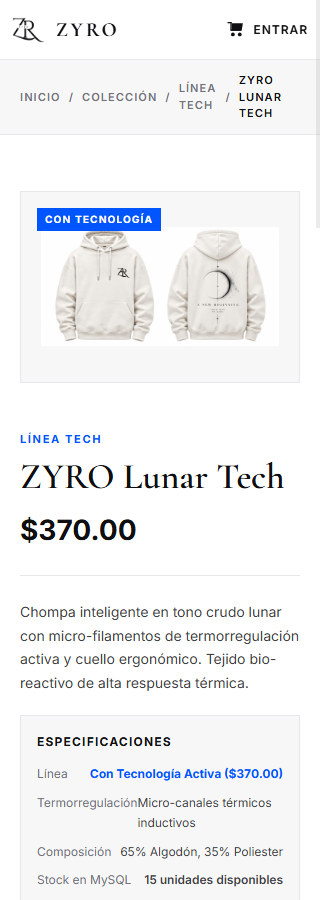 ZYRO
ENTRAR
INICIO / COLECCIÓN / LÍNEA TECH / ZYRO LUNAR TECH
CON TECNOLOGÍA
LÍNEA TECH
ZYRO Lunar Tech
$370.00
Chompa inteligente en tono crudo lunar
con micro-filamentos de termorregulación
activa y cuello ergonómico. Tejido bio-
reactivo de alta respuesta térmica.
ESPECIFICACIONES
Línea Con Tecnología Activa ($370.00)
Termorregulación Micro-canales térmicos
inductivos
Composición 65% Algodón, 35% Poliester
Stock en MySQL 15 unidades disponibles